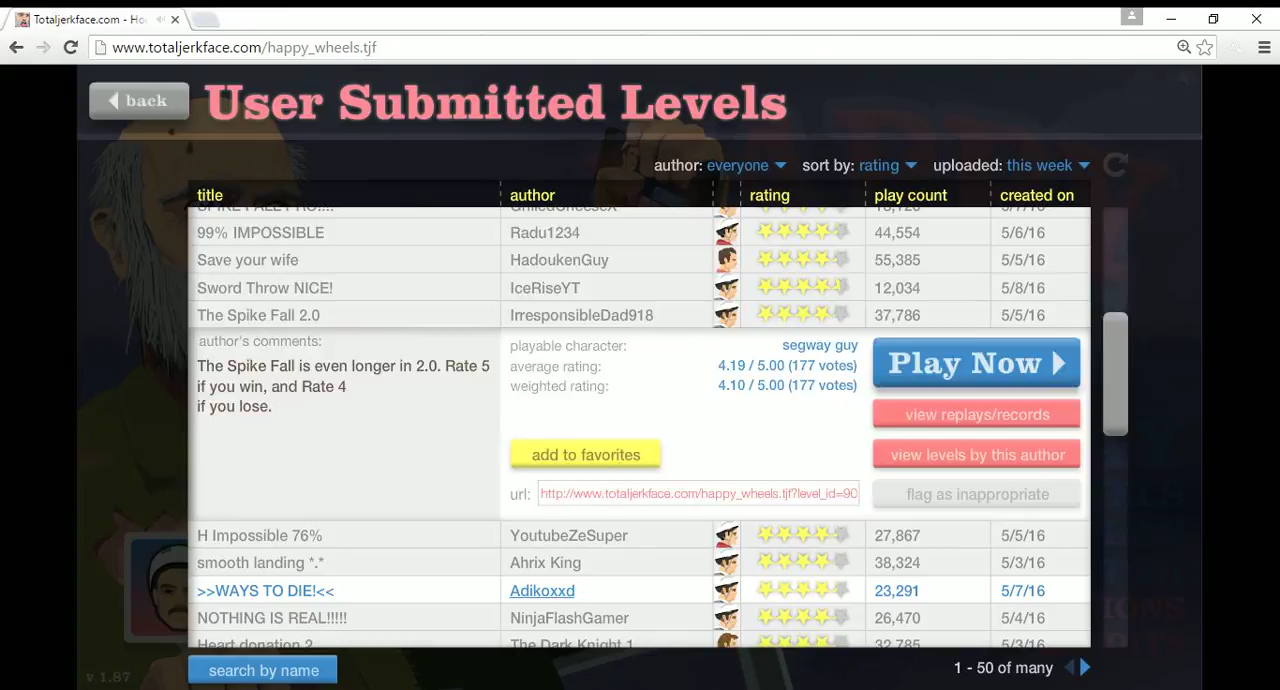 Totaljerkface.com - Ho
www.totaljerkface.com/happy_wheels.tjf
back
User Submitted Levels
author: everyone sort by: rating uploaded: this week
title author rating play count created on
99% IMPOSSIBLE Radu1234 44,554 5/6/16
Save your wife HadoukenGuy 55,385 5/5/16
Sword Throw NICE! IceRiseYT 12,034 5/8/16
The Spike Fall 2.0 IrresponsibleDad918 37,786 5/5/16
author's comments:
The Spike Fall is even longer in 2.0. Rate 5
if you win, and Rate 4
if you lose.
playable character: segway guy
average rating: 4.19 / 5.00 (177 votes)
weighted rating: 4.10 / 5.00 (177 votes)
add to favorites
url: http://www.totaljerkface.com/happy_wheels.tjf?level_id=90
Play Now
view replays/records
view levels by this author
flag as inappropriate
H Impossible 76% YoutubeZeSuper 27,867 5/5/16
smooth landing *.* Ahrix King 38,324 5/3/16
>>WAYS TO DIE!<< Adikoxxd 23,291 5/7/16
NOTHING IS REAL!!!!! NinjaFlashGamer 26,470 5/4/16
Heart donation 2 The Dark Knight 1 32,785 5/3/16
search by name
1 - 50 of many
v 1.87